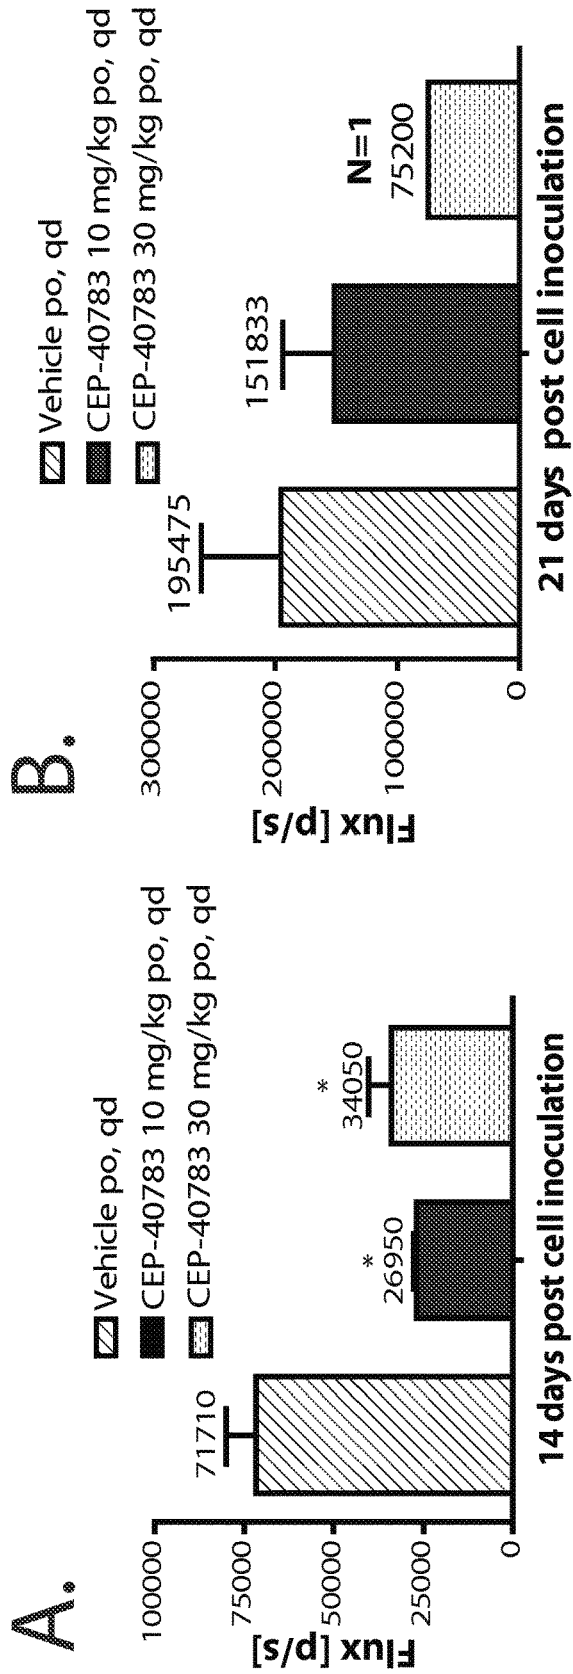 A.
Vehicle po, qd
CEP-40783 10 mg/kg po, qd
CEP-40783 30 mg/kg po, qd
Flux [p/s]
100000
75000
50000
25000
0
71710
*
26950
*
34050
14 days post cell inoculation
B.
Vehicle po, qd
CEP-40783 10 mg/kg po, qd
CEP-40783 30 mg/kg po, qd
Flux [p/s]
300000
200000
100000
0
195475
151833
N=1
75200
21 days post cell inoculation